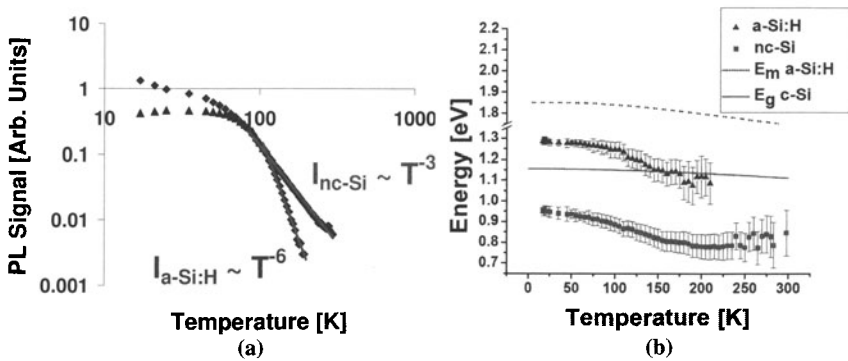 PL Signal [Arb. Units]
10
1
0.1
0.01
0.001
10
100
1000
I_nc-Si ~ T^-3
I_a-Si:H ~ T^-6
Temperature [K]
(a)
Energy [eV]
2.2
2.1
2.0
1.9
1.8
1.3
1.2
1.1
1.0
0.9
0.8
0.7
0 50 100 150 200 250 300
a-Si:H
nc-Si
E_m a-Si:H
E_g c-Si
Temperature [K]
(b)